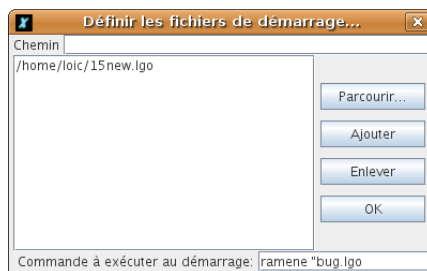 Définir les fichiers de démarrage...
Chemin
/home/loic/15new.lgo
Parcourir...
Ajouter
Enlever
OK
Commande à exécuter au démarrage: ramene "bug.lgo